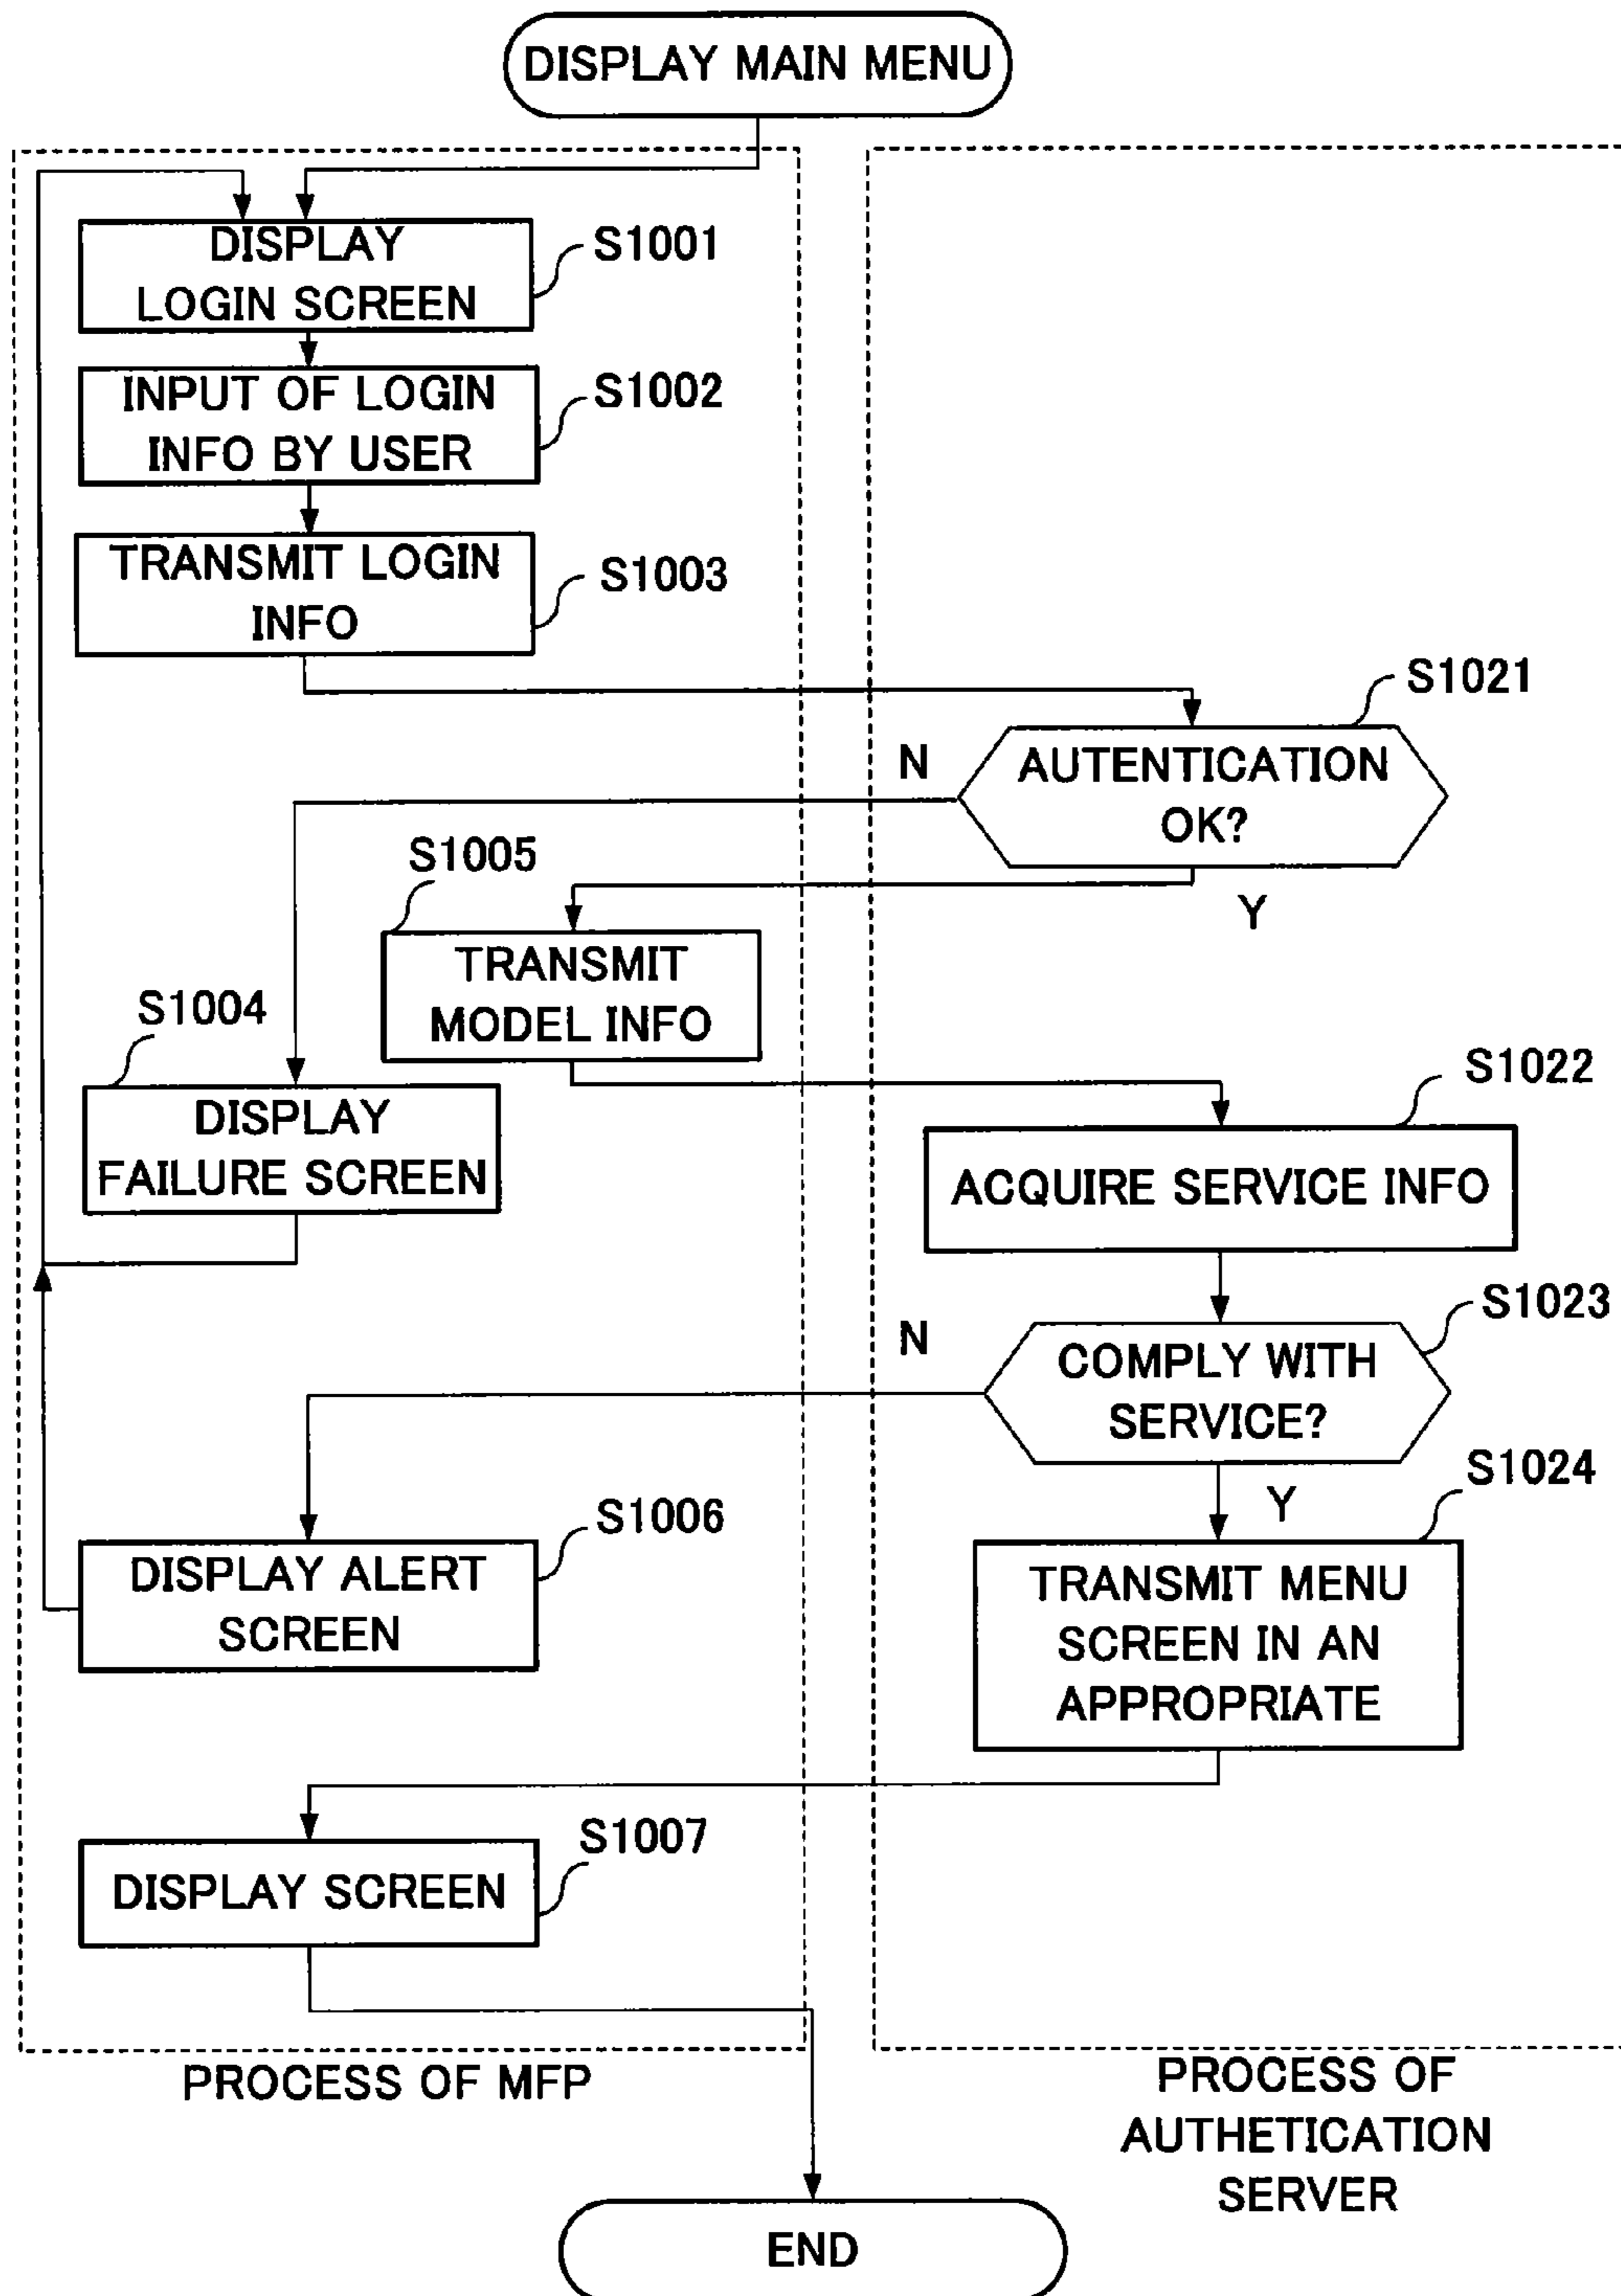 DISPLAY MAIN MENU
DISPLAY
LOGIN SCREEN
S1001
INPUT OF LOGIN
INFO BY USER
S1002
TRANSMIT LOGIN
INFO
S1003
S1021
AUTENTICATION
OK?
N
Y
S1005
TRANSMIT
MODEL INFO
S1004
DISPLAY
FAILURE SCREEN
S1022
ACQUIRE SERVICE INFO
S1023
COMPLY WITH
SERVICE?
N
Y
S1006
DISPLAY ALERT
SCREEN
S1024
TRANSMIT MENU
SCREEN IN AN
APPROPRIATE
S1007
DISPLAY SCREEN
PROCESS OF MFP
PROCESS OF
AUTHETICATION
SERVER
END